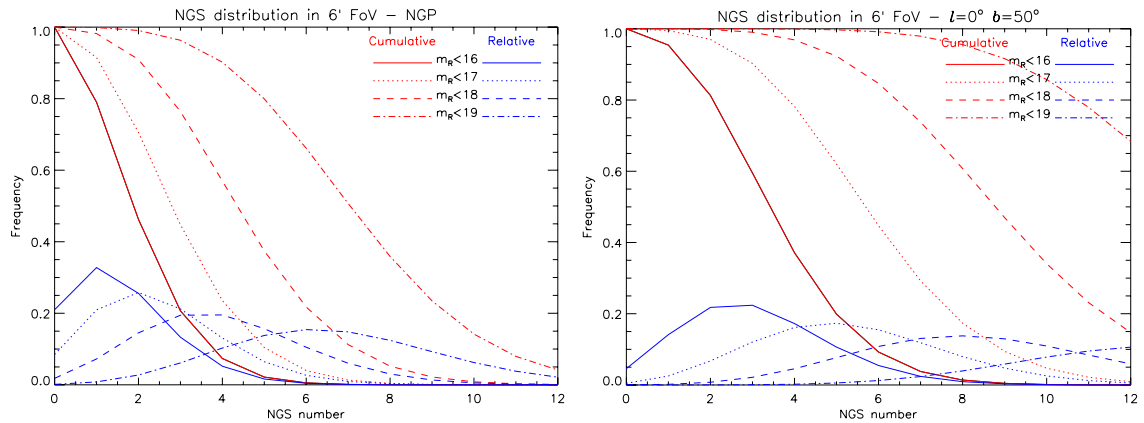 NGS distribution in 6' FoV – NGP
Cumulative Relative
m_R<16
m_R<17
m_R<18
m_R<19
Frequency
1.0
0.8
0.6
0.4
0.2
0.0
0 2 4 6 8 10 12
NGS number
NGS distribution in 6' FoV – l=0° b=50°
Cumulative Relative
m_R<16
m_R<17
m_R<18
m_R<19
Frequency
1.0
0.8
0.6
0.4
0.2
0.0
0 2 4 6 8 10 12
NGS number